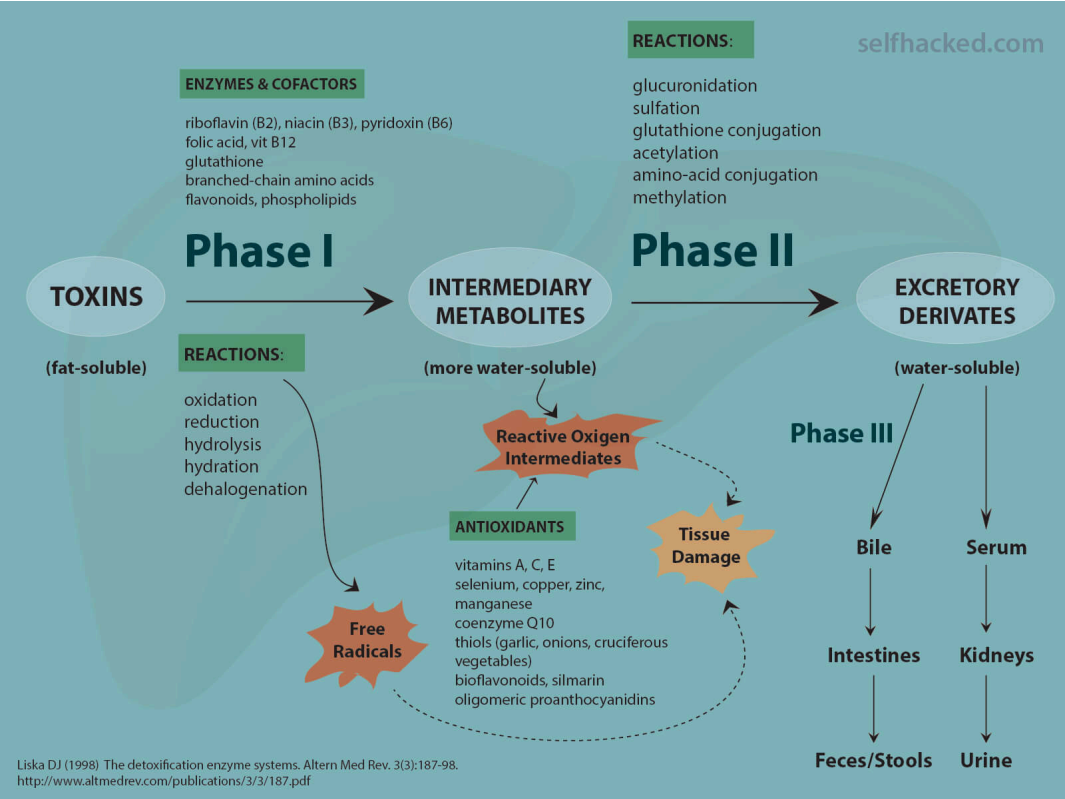 selfhacked.com
ENZYMES & COFACTORS
riboflavin (B2), niacin (B3), pyridoxin (B6)
folic acid, vit B12
glutathione
branched-chain amino acids
flavonoids, phospholipids
REACTIONS:
glucuronidation
sulfation
glutathione conjugation
acetylation
amino-acid conjugation
methylation
Phase I
Phase II
TOXINS
(fat-soluble)
INTERMEDIARY
METABOLITES
(more water-soluble)
EXCRETORY
DERIVATES
(water-soluble)
REACTIONS:
oxidation
reduction
hydrolysis
hydration
dehalogenation
Reactive Oxigen
Intermediates
Phase III
ANTIOXIDANTS
vitamins A, C, E
selenium, copper, zinc,
manganese
coenzyme Q10
thiols (garlic, onions, cruciferous
vegetables)
bioflavonoids, silmarin
oligomeric proanthocyanidins
Tissue
Damage
Free
Radicals
Bile
Serum
Intestines
Kidneys
Feces/Stools
Urine
Liska DJ (1998) The detoxification enzyme systems. Altern Med Rev. 3(3):187-98.
http://www.altmedrev.com/publications/3/3/187.pdf